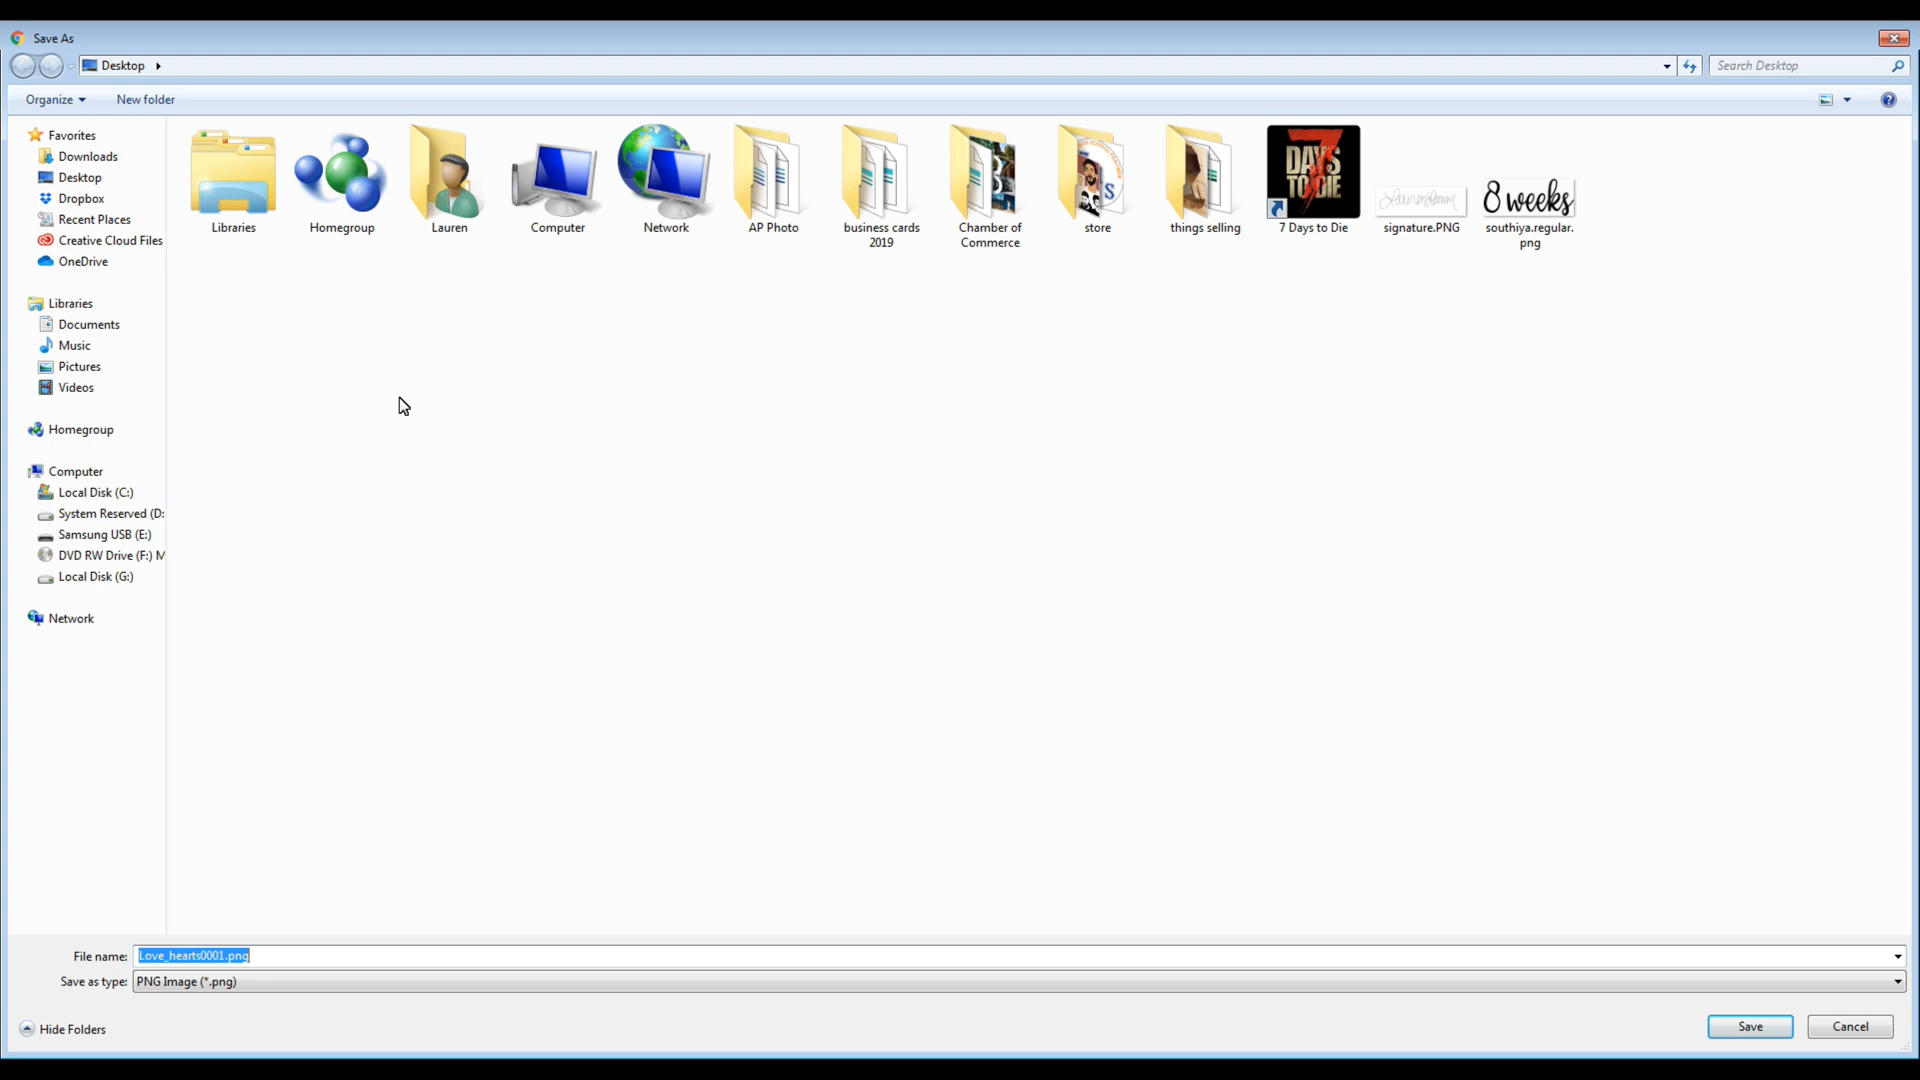 Save As
Desktop
Search Desktop
Organize
New folder
Favorites
Downloads
Desktop
Dropbox
Recent Places
Creative Cloud Files
OneDrive
Libraries
Documents
Music
Pictures
Videos
Homegroup
Computer
Local Disk (C:)
System Reserved (D:
Samsung USB (E:)
DVD RW Drive (F:) M
Local Disk (G:)
Network
Libraries
Homegroup
Lauren
Computer
Network
AP Photo
business cards
2019
Chamber of
Commerce
S
store
things selling
7
DAYS
TO DIE
7 Days to Die
signature.PNG
8 weeks
southiya.regular.
png
File name:
Love_hearts0001.png
Save as type:
PNG Image (*.png)
Hide Folders
Save
Cancel